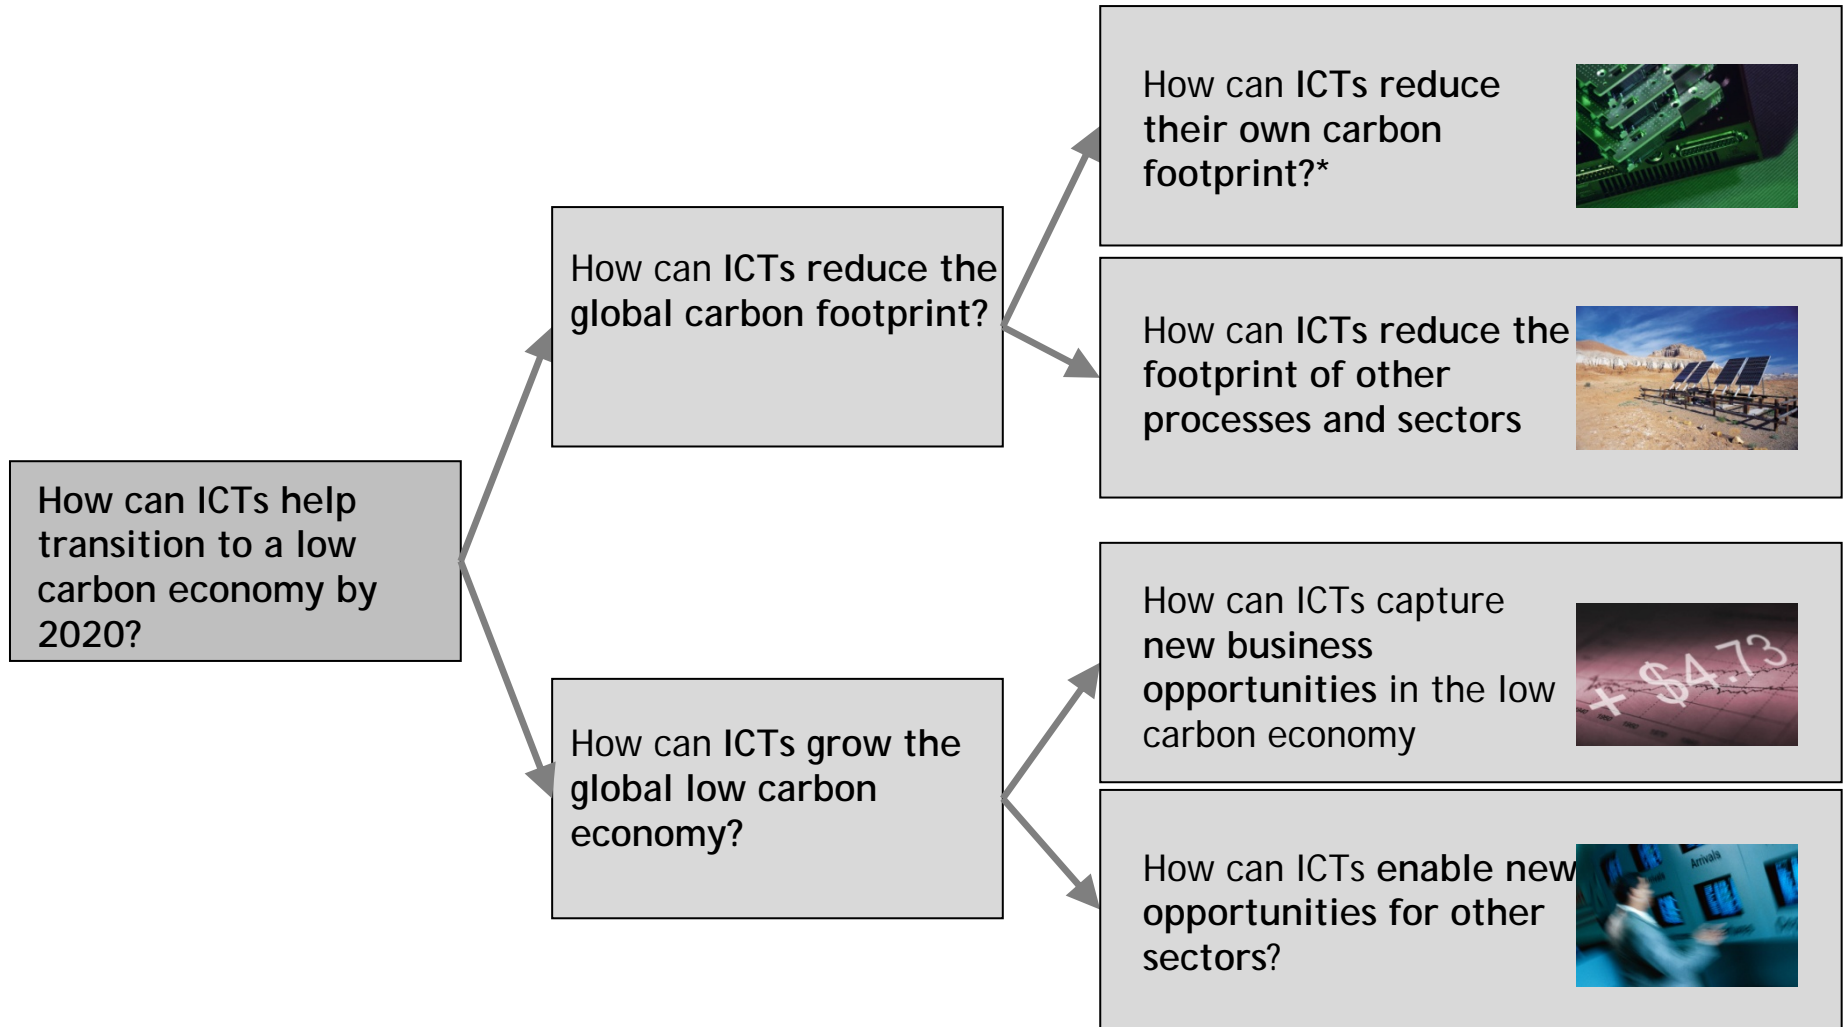 How can ICTs help
transition to a low
carbon economy by
2020?
How can ICTs reduce the
global carbon footprint?
How can ICTs grow the
global low carbon
economy?
How can ICTs reduce
their own carbon
footprint?*
How can ICTs reduce the
footprint of other
processes and sectors
How can ICTs capture
new business
opportunities in the low
carbon economy
+ $4.73
How can ICTs enable new
opportunities for other
sectors?
Arrivals